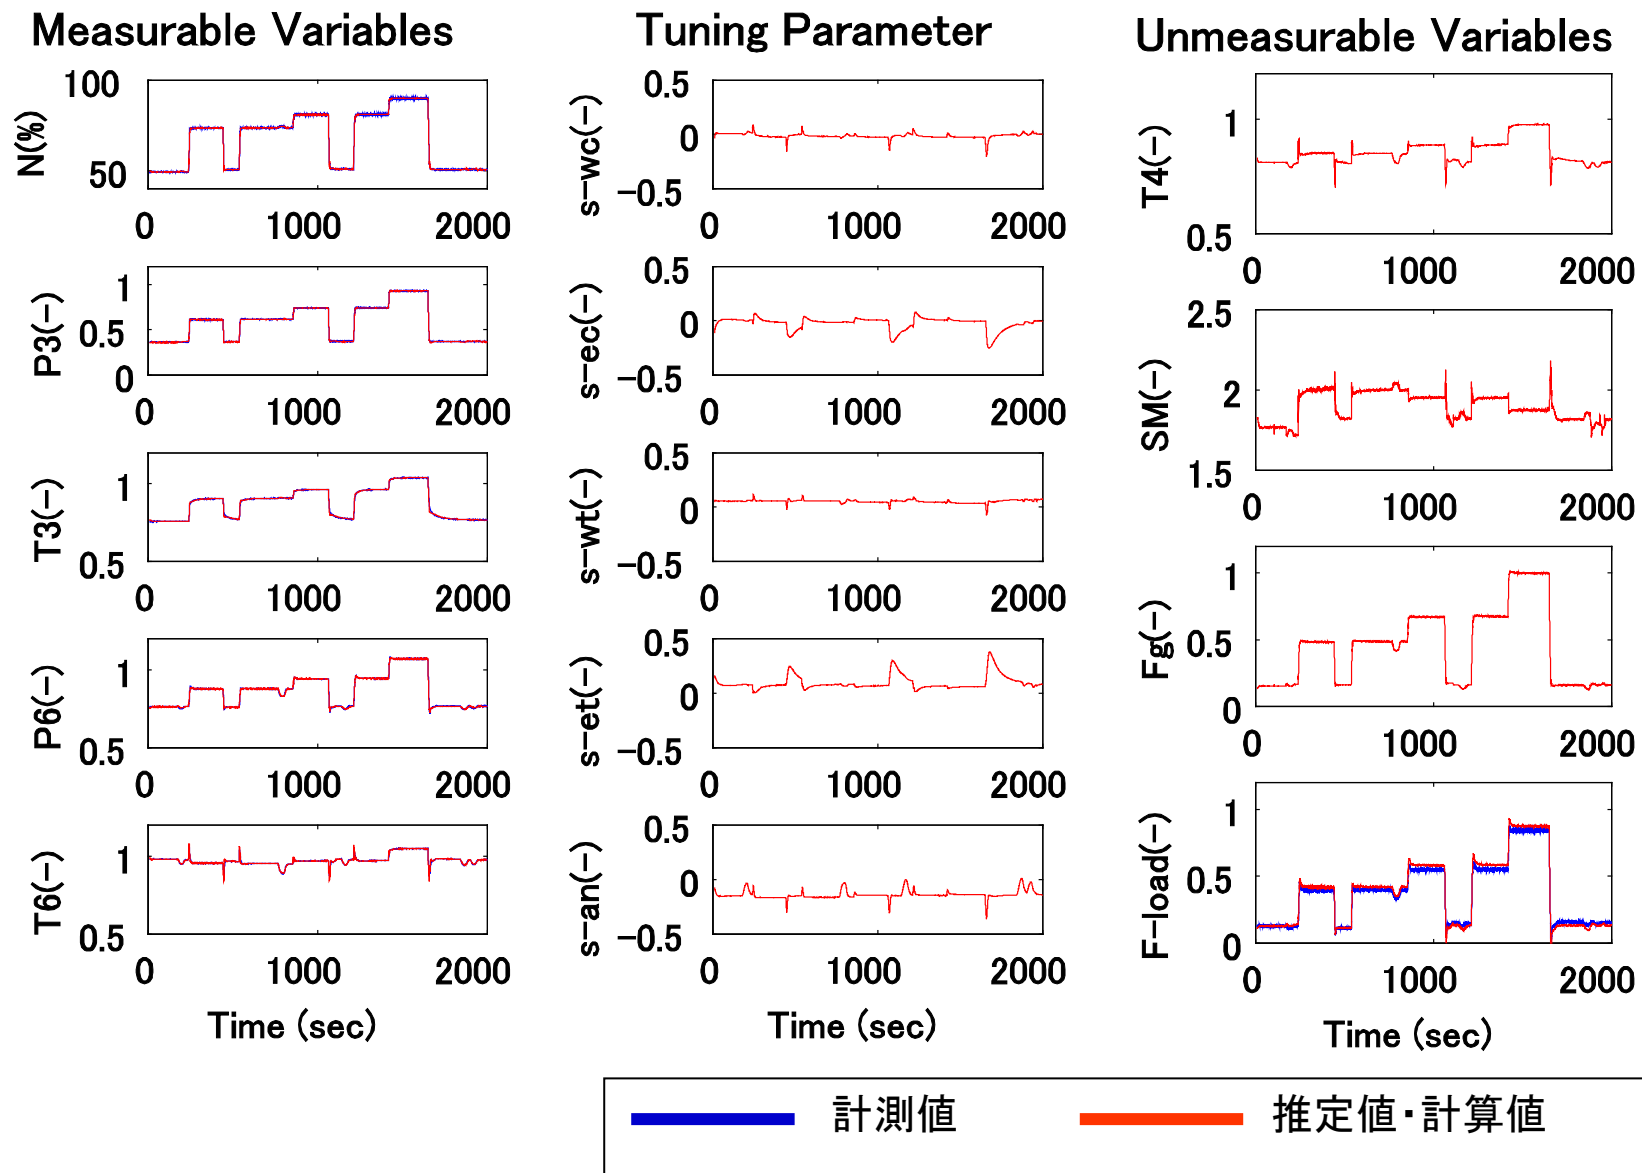 Measurable Variables
N(%)
100
50
0 1000 2000
P3(-)
1
0.5
0
0 1000 2000
T3(-)
1
0.5
0 1000 2000
P6(-)
1
0.5
0 1000 2000
T6(-)
1
0.5
0 1000 2000
Time (sec)
Tuning Parameter
s-wc(-)
0.5
0
-0.5
0 1000 2000
s-ec(-)
0.5
0
-0.5
0 1000 2000
s-wt(-)
0.5
0
-0.5
0 1000 2000
s-et(-)
0.5
0
-0.5
0 1000 2000
s-an(-)
0.5
0
-0.5
0 1000 2000
Time (sec)
Unmeasurable Variables
T4(-)
1
0.5
0 1000 2000
SM(-)
2.5
2
1.5
0 1000 2000
Fg(-)
1
0.5
0
0 1000 2000
F-load(-)
1
0.5
0
0 1000 2000
Time (sec)
計測値
推定値・計算値